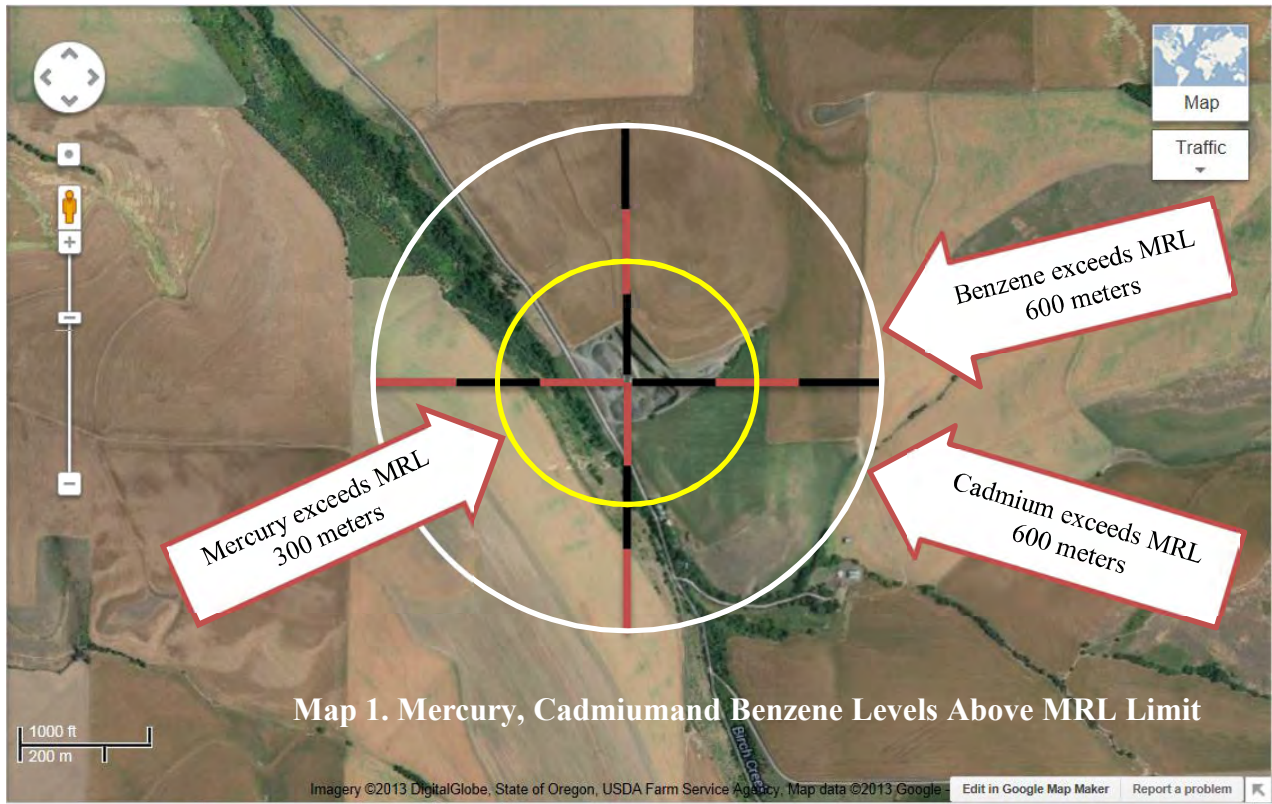 Map
Traffic
Benzene exceeds MRL
600 meters
Mercury exceeds MRL
300 meters
Cadmium exceeds MRL
600 meters
Map 1. Mercury, Cadmiumand Benzene Levels Above MRL Limit
1000 ft
200 m
Birch Cree
Imagery ©2013 DigitalGlobe, State of Oregon, USDA Farm Service Agency, Map data ©2013 Google -
Edit in Google Map Maker
Report a problem